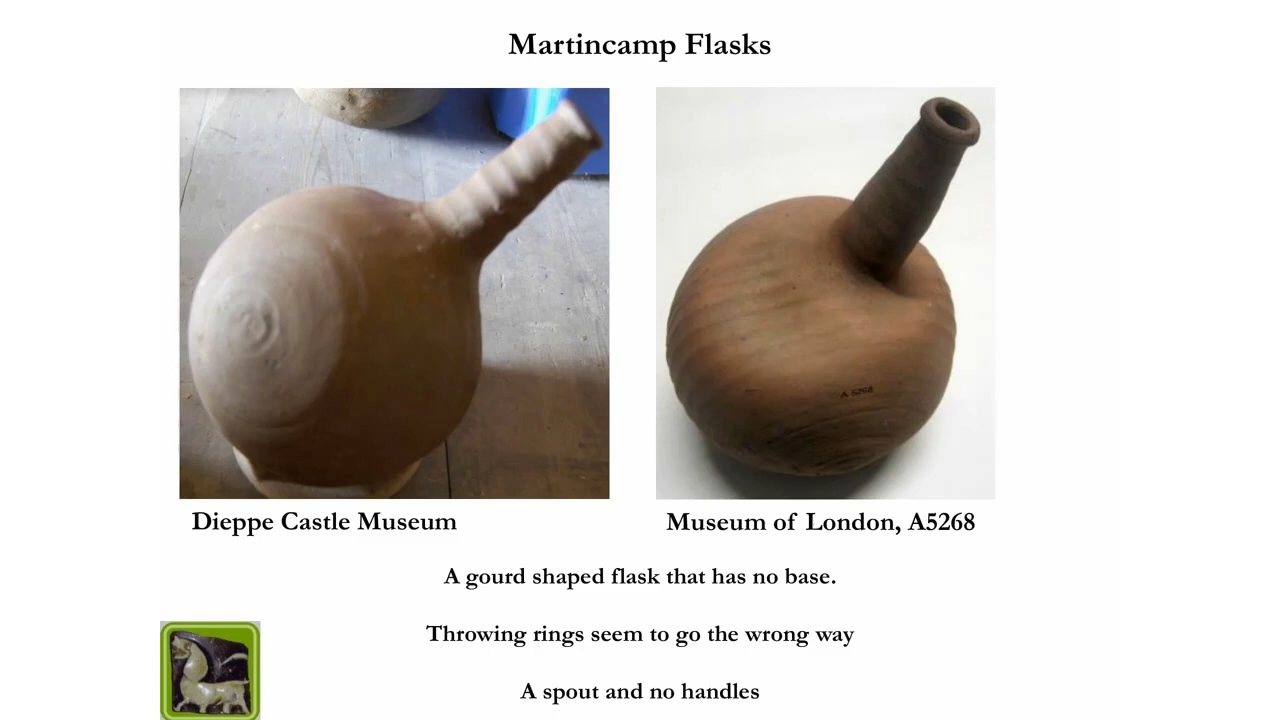 Martincamp Flasks
A 5268
Dieppe Castle Museum
Museum of London, A5268
A gourd shaped flask that has no base.
Throwing rings seem to go the wrong way
A spout and no handles